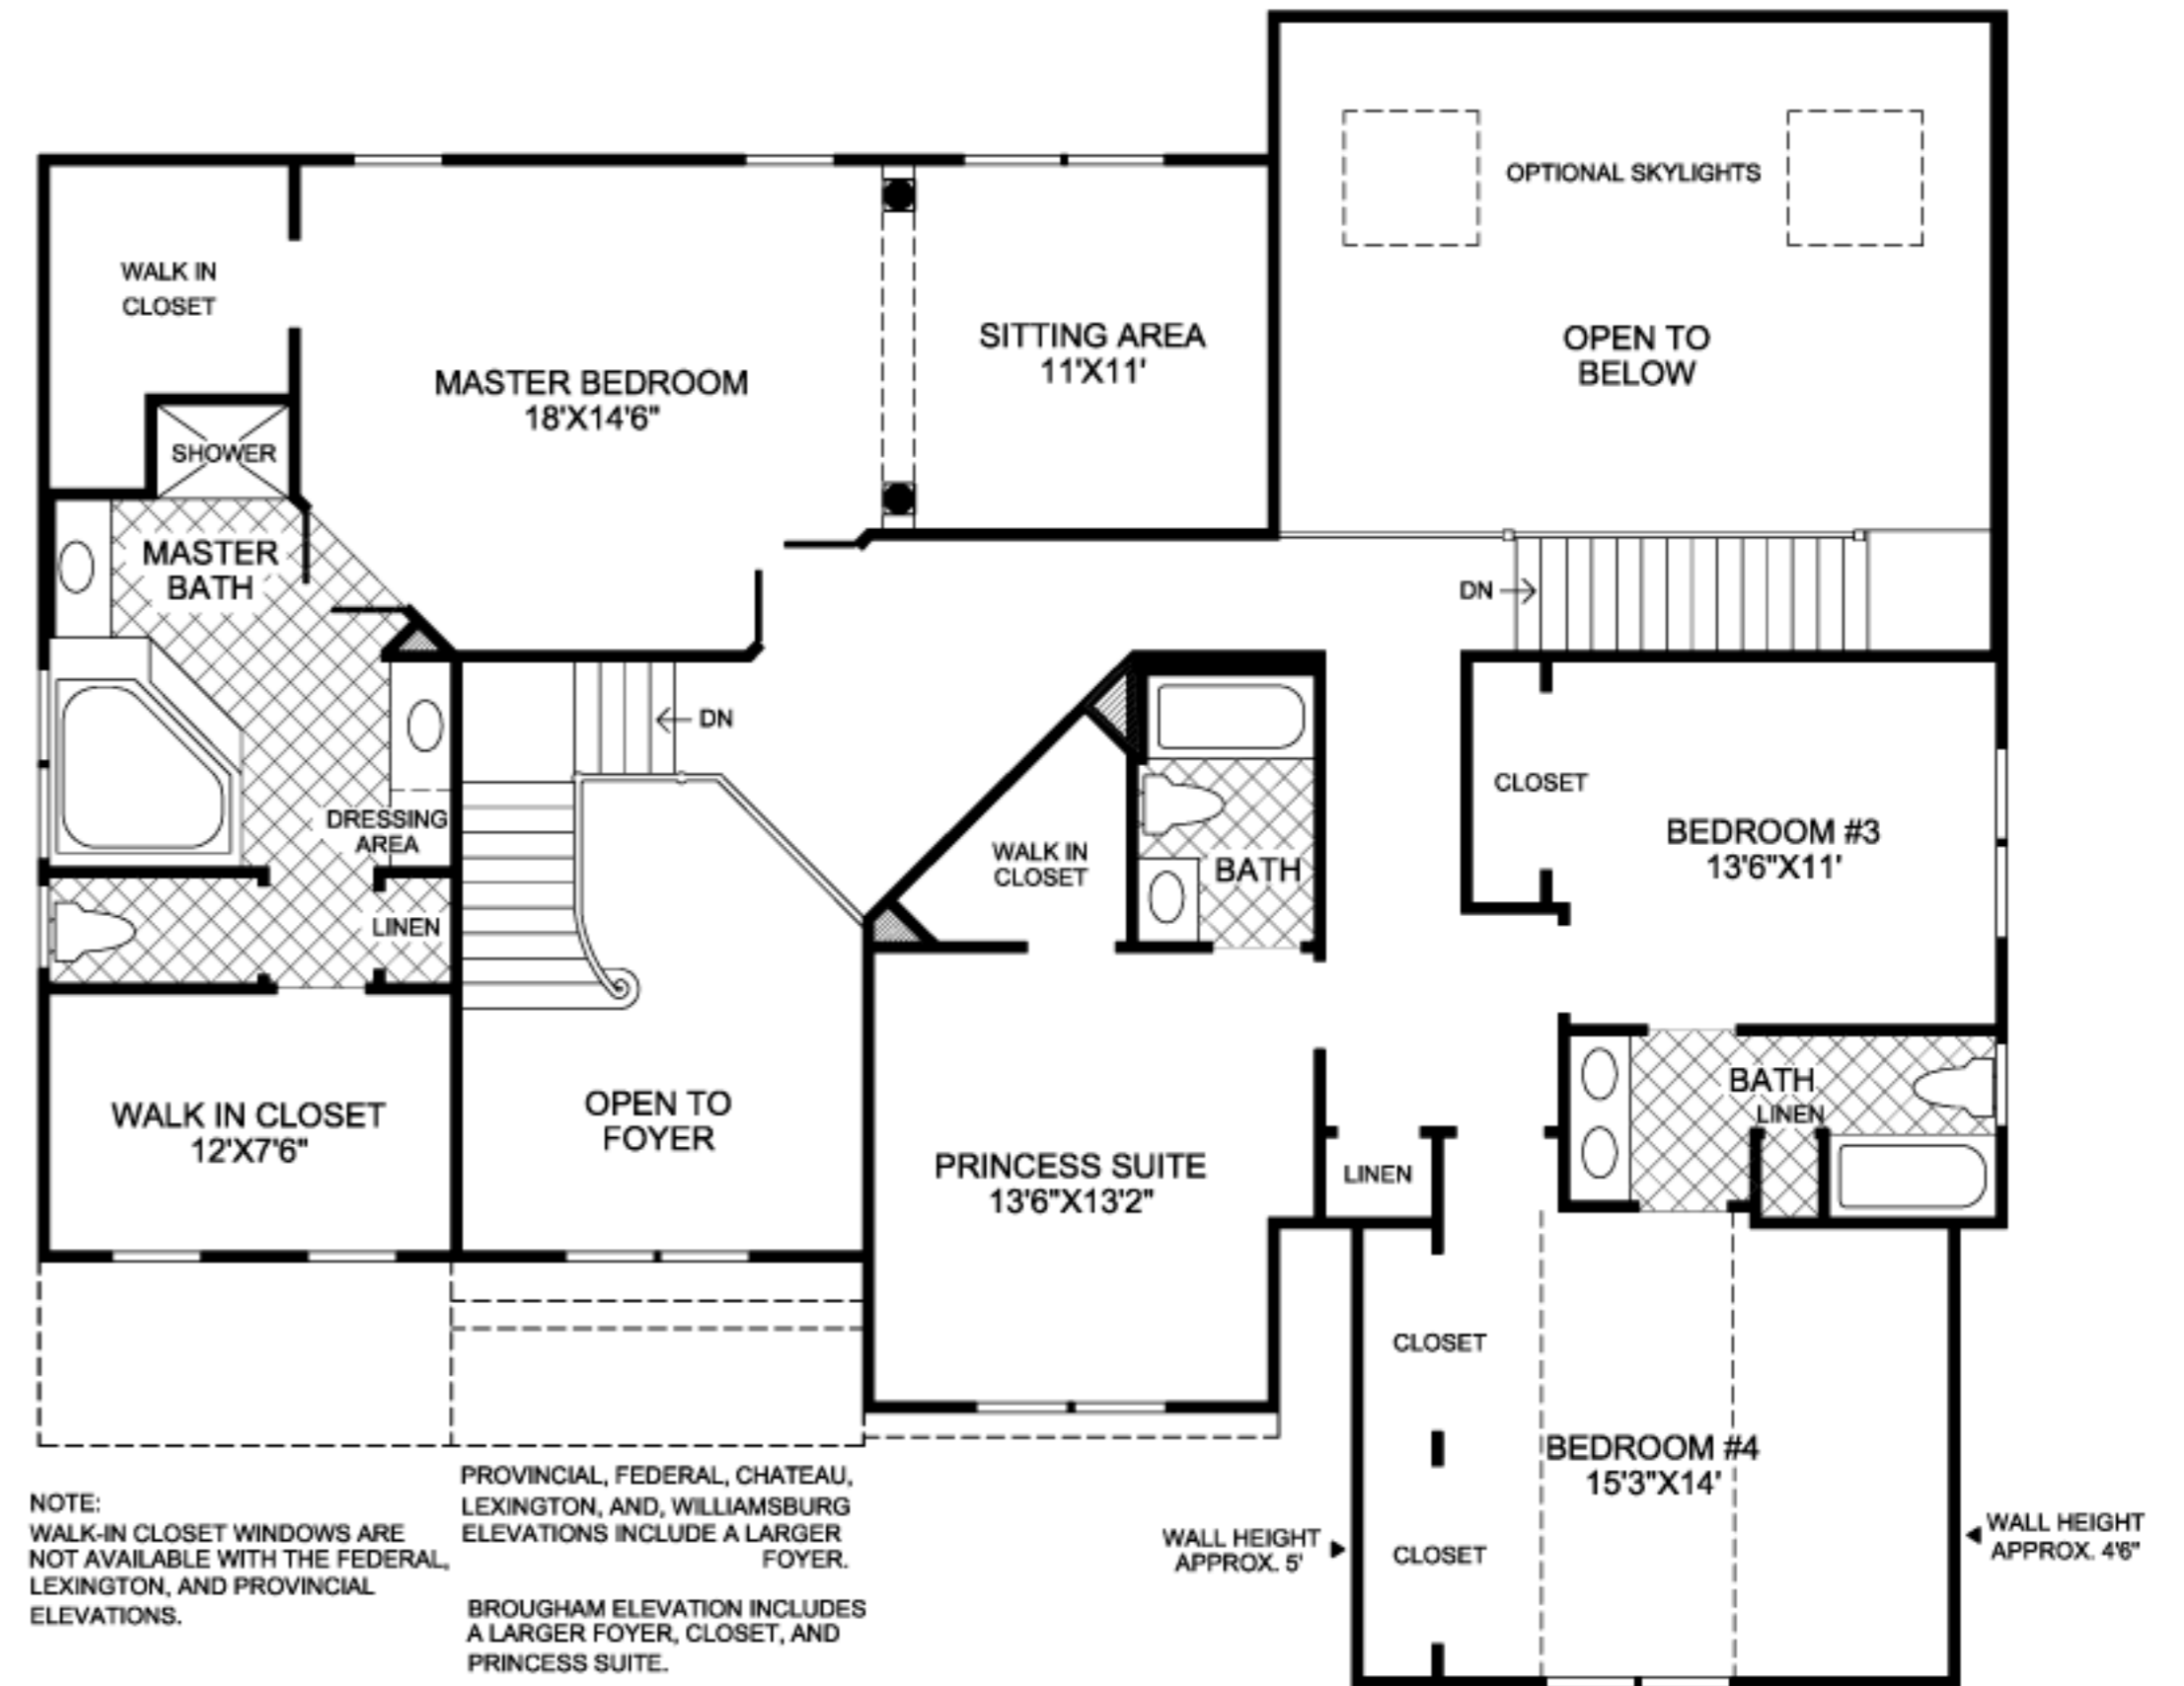 OPTIONAL SKYLIGHTS
WALK IN
CLOSET
SITTING AREA
11'X11'
OPEN TO
BELOW
MASTER BEDROOM
18'X14'6"
SHOWER
MASTER
BATH
DN
DN
CLOSET
DRESSING
AREA
BEDROOM #3
13'6"X11'
WALK IN
CLOSET
BATH
LINEN
BATH
LINEN
OPEN TO
FOYER
WALK IN CLOSET
12'X7'6"
PRINCESS SUITE
13'6"X13'2"
LINEN
CLOSET
BEDROOM #4
15'3"X14'
CLOSET
WALL HEIGHT
APPROX. 5'
WALL HEIGHT
APPROX. 4'6"
NOTE:
WALK-IN CLOSET WINDOWS ARE
NOT AVAILABLE WITH THE FEDERAL,
LEXINGTON, AND PROVINCIAL
ELEVATIONS.
PROVINCIAL, FEDERAL, CHATEAU,
LEXINGTON, AND, WILLIAMSBURG
ELEVATIONS INCLUDE A LARGER
FOYER.
BROUGHAM ELEVATION INCLUDES
A LARGER FOYER, CLOSET, AND
PRINCESS SUITE.